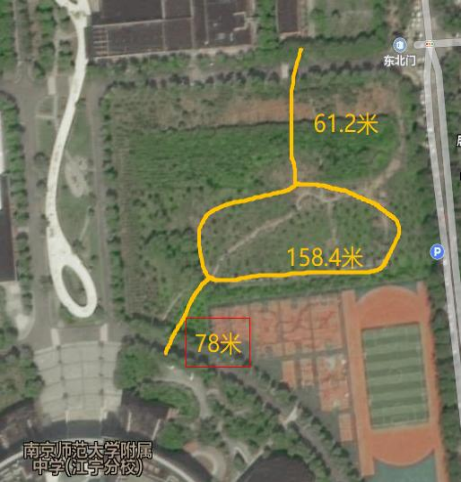 东北门
61.2米
158.4米
P
78米
南京师范大学附属
中学(江宁分校)